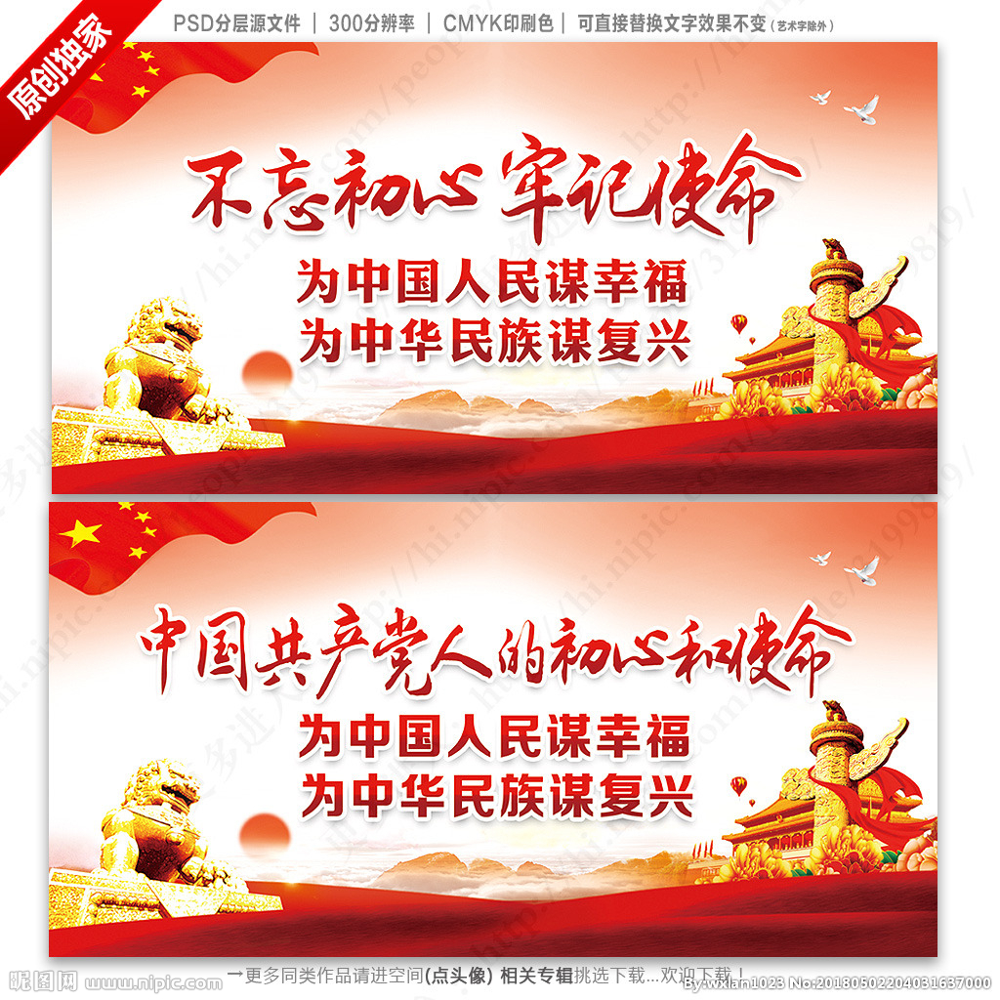 原创独家
PSD分层源文件 | 300分辨率 | CMYK印刷色 | 可直接替换文字效果不变(艺术字除外)
不忘初心 牢记使命
为中国人民谋幸福
为中华民族谋复兴
中国共产党人的初心和使命
为中国人民谋幸福
为中华民族谋复兴
→更多同类作品请进空间(点头像) 相关专辑挑选下载...欢迎下载!
昵图网 www.nipic.com
By:wxlan1023 No:20180502204031637000